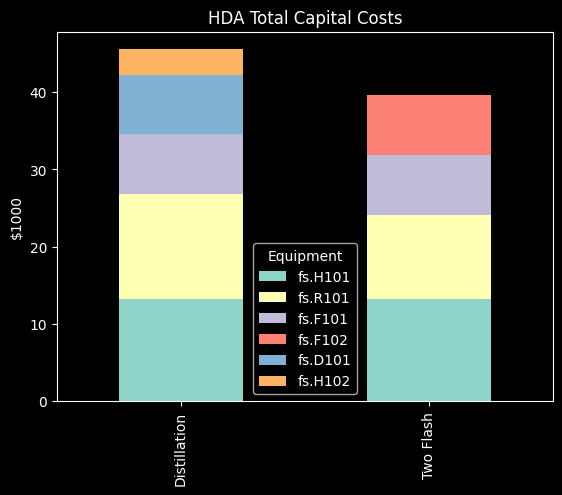 HDA Total Capital Costs
$1000
40
30
20
10
0
Equipment
fs.H101
fs.R101
fs.F101
fs.F102
fs.D101
fs.H102
Distillation
Two Flash